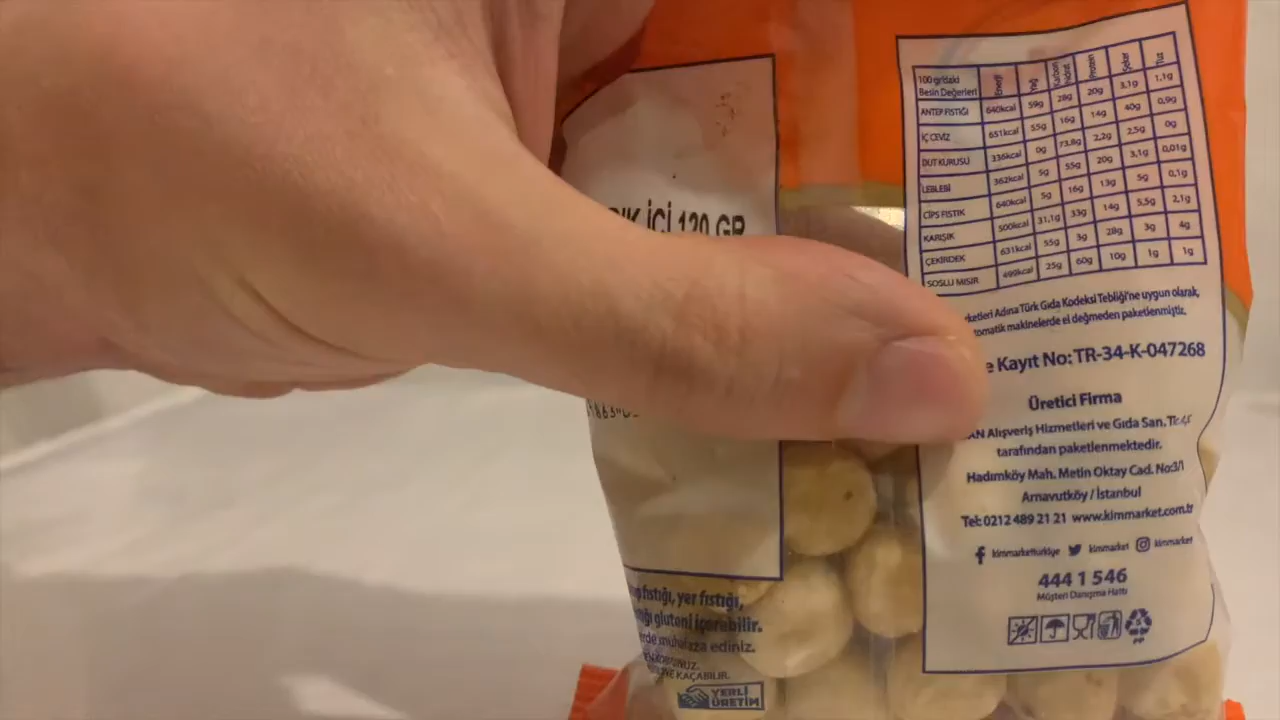 IK İÇİ 120 GR
fıstığı, yer fıstığı,
gluteni içerebilir.
muhafaza ediniz.
KAÇABİLİR.
YERLİ ÜRETİM
100 gr'daki Besin Değerleri Enerji Yağ Karbon hidrat Protein Şeker Tuz
ANTEP FISTIĞI 640kcal 59g 28g 20g 3,1g 1,1g
İÇ CEVİZ 651kcal 55g 16g 14g 40g 0,9g
DUT KURUSU 336kcal 0g 73,8g 2,2g 2,5g 0g
LEBLEBİ 362kcal 5g 55g 20g 3,1g 0,01g
CİPS FISTIK 640kcal 5g 16g 13g 5g 0,1g
KARIŞIK 500kcal 31,1g 33g 14g 5,5g 2,1g
ÇEKİRDEK 631kcal 55g 3g 28g 3g 4g
SOSLU MISIR 499kcal 25g 60g 10g 1g 1g
rketleri Adına Türk Gıda Kodeksi Tebliği'ne uygun olarak,
tomatik makinelerde el değmeden paketlenmiştir.
e Kayıt No: TR-34-K-047268
Üretici Firma
AN Alışveriş Hizmetleri ve Gıda San.
tarafından paketlenmektedir.
Hadımköy Mah. Metin Oktay Cad. No:3/1
Arnavutköy / İstanbul
Tel: 0212 489 21 21 www.kimmarket.com.tr
kimmarketturkiye kimmarket kimmarket
444 1 546
Müşteri Danışma Hattı
PP